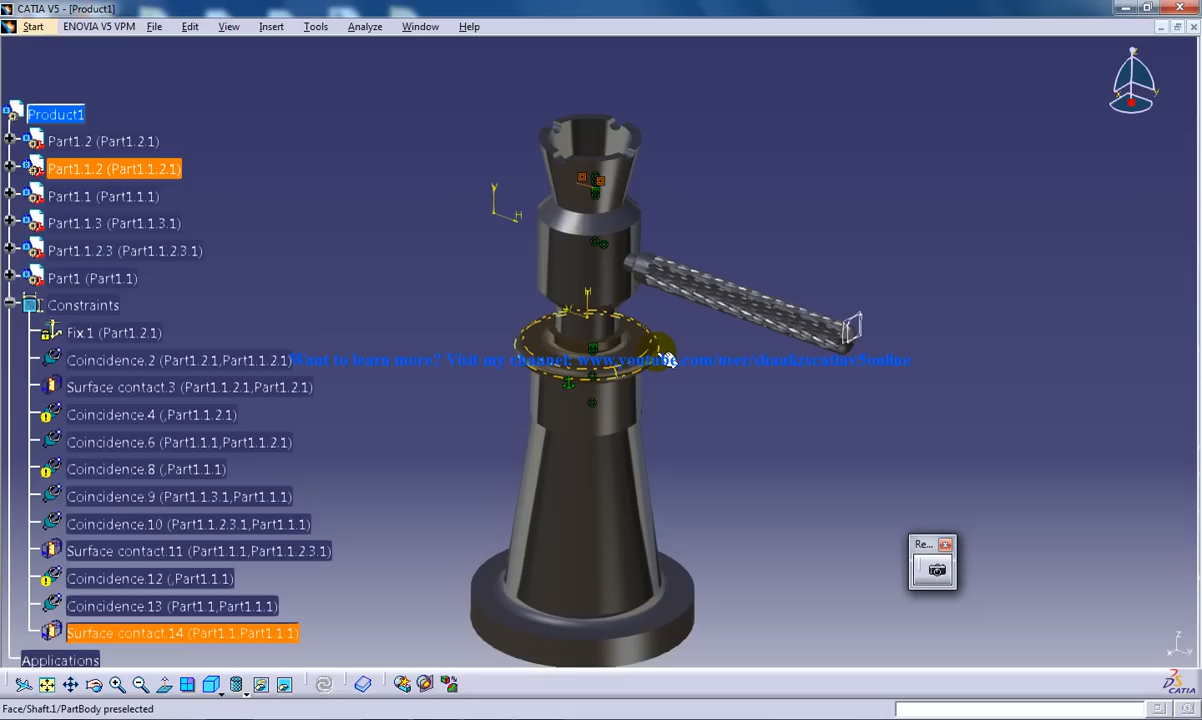 CATIA V5 - [Product1]
Start ENOVIA V5 VPM File Edit View Insert Tools Analyze Window Help
Product1
Part1.2 (Part1.2.1)
Part1.1.2 (Part1.1.2.1)
Part1.1 (Part1.1.1)
Part1.1.3 (Part1.1.3.1)
Part1.1.2.3 (Part1.1.2.3.1)
Part1 (Part1.1)
Constraints
Fix.1 (Part1.2.1)
Coincidence.2 (Part1.2.1,Part1.1.2.1)
Want to learn more? Visit my channel: www.youtube.com/user/shuakzscatiav5online
Surface contact.3 (Part1.1.2.1,Part1.2.1)
Coincidence.4 (,Part1.1.2.1)
Coincidence.6 (Part1.1.1,Part1.1.2.1)
Coincidence.8 (,Part1.1.1)
Coincidence.9 (Part1.1.3.1,Part1.1.1)
Coincidence.10 (Part1.1.2.3.1,Part1.1.1)
Surface contact.11 (Part1.1.1,Part1.1.2.3.1)
Coincidence.12 (,Part1.1.1)
Coincidence.13 (Part1.1,Part1.1.1)
Surface contact.14 (Part1.1,Part1.1.1)
Applications
V
H
H
Re...
z
x
y
CATIA
Face/Shaft.1/PartBody preselected